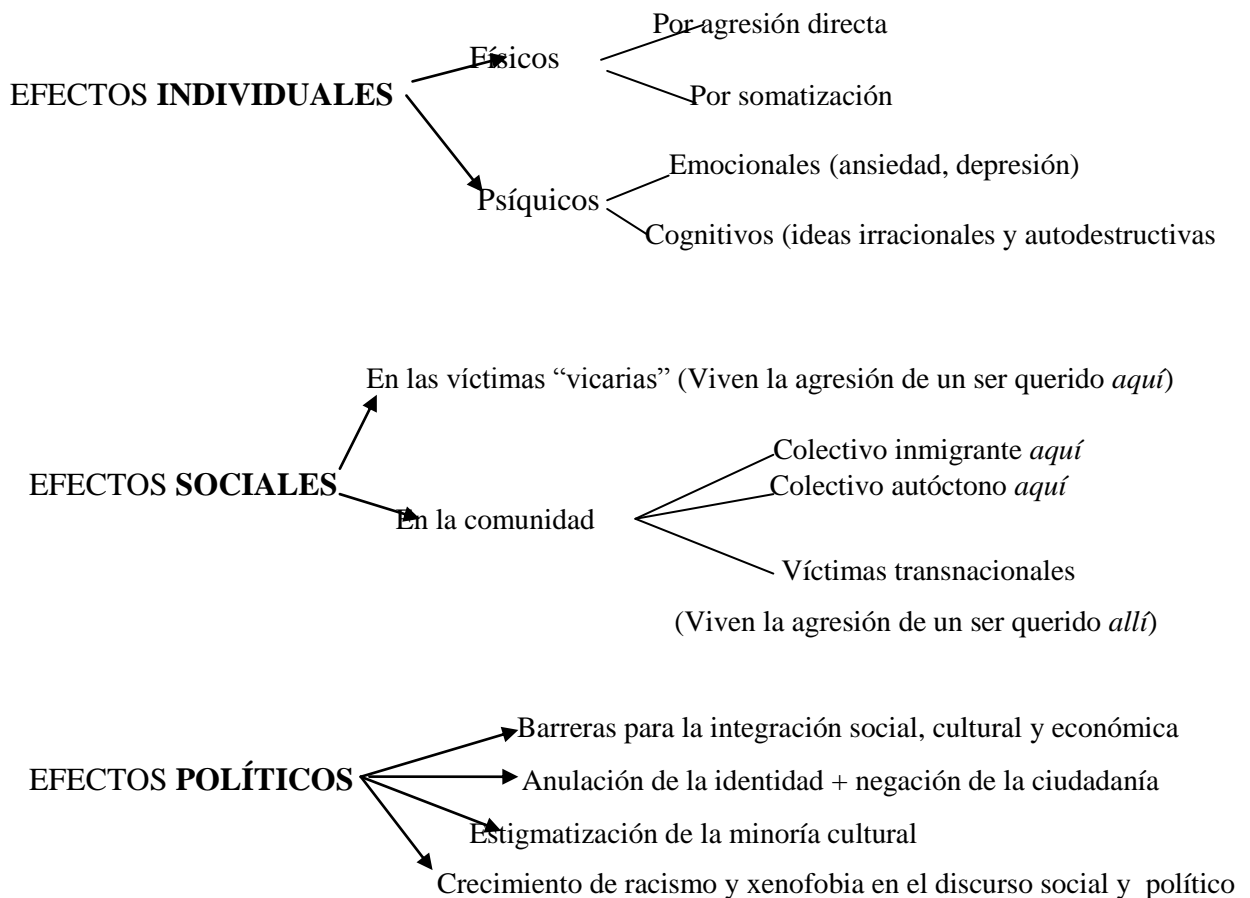 Por agresión directa
Físicos
EFECTOS INDIVIDUALES
Por somatización
Emocionales (ansiedad, depresión)
Psíquicos
Cognitivos (ideas irracionales y autodestructivas
En las víctimas “vicarias” (Viven la agresión de un ser querido aquí)
Colectivo inmigrante aquí
EFECTOS SOCIALES
Colectivo autóctono aquí
En la comunidad
Víctimas transnacionales
(Viven la agresión de un ser querido allí)
Barreras para la integración social, cultural y económica
EFECTOS POLÍTICOS
Anulación de la identidad + negación de la ciudadanía
Estigmatización de la minoría cultural
Crecimiento de racismo y xenofobia en el discurso social y político